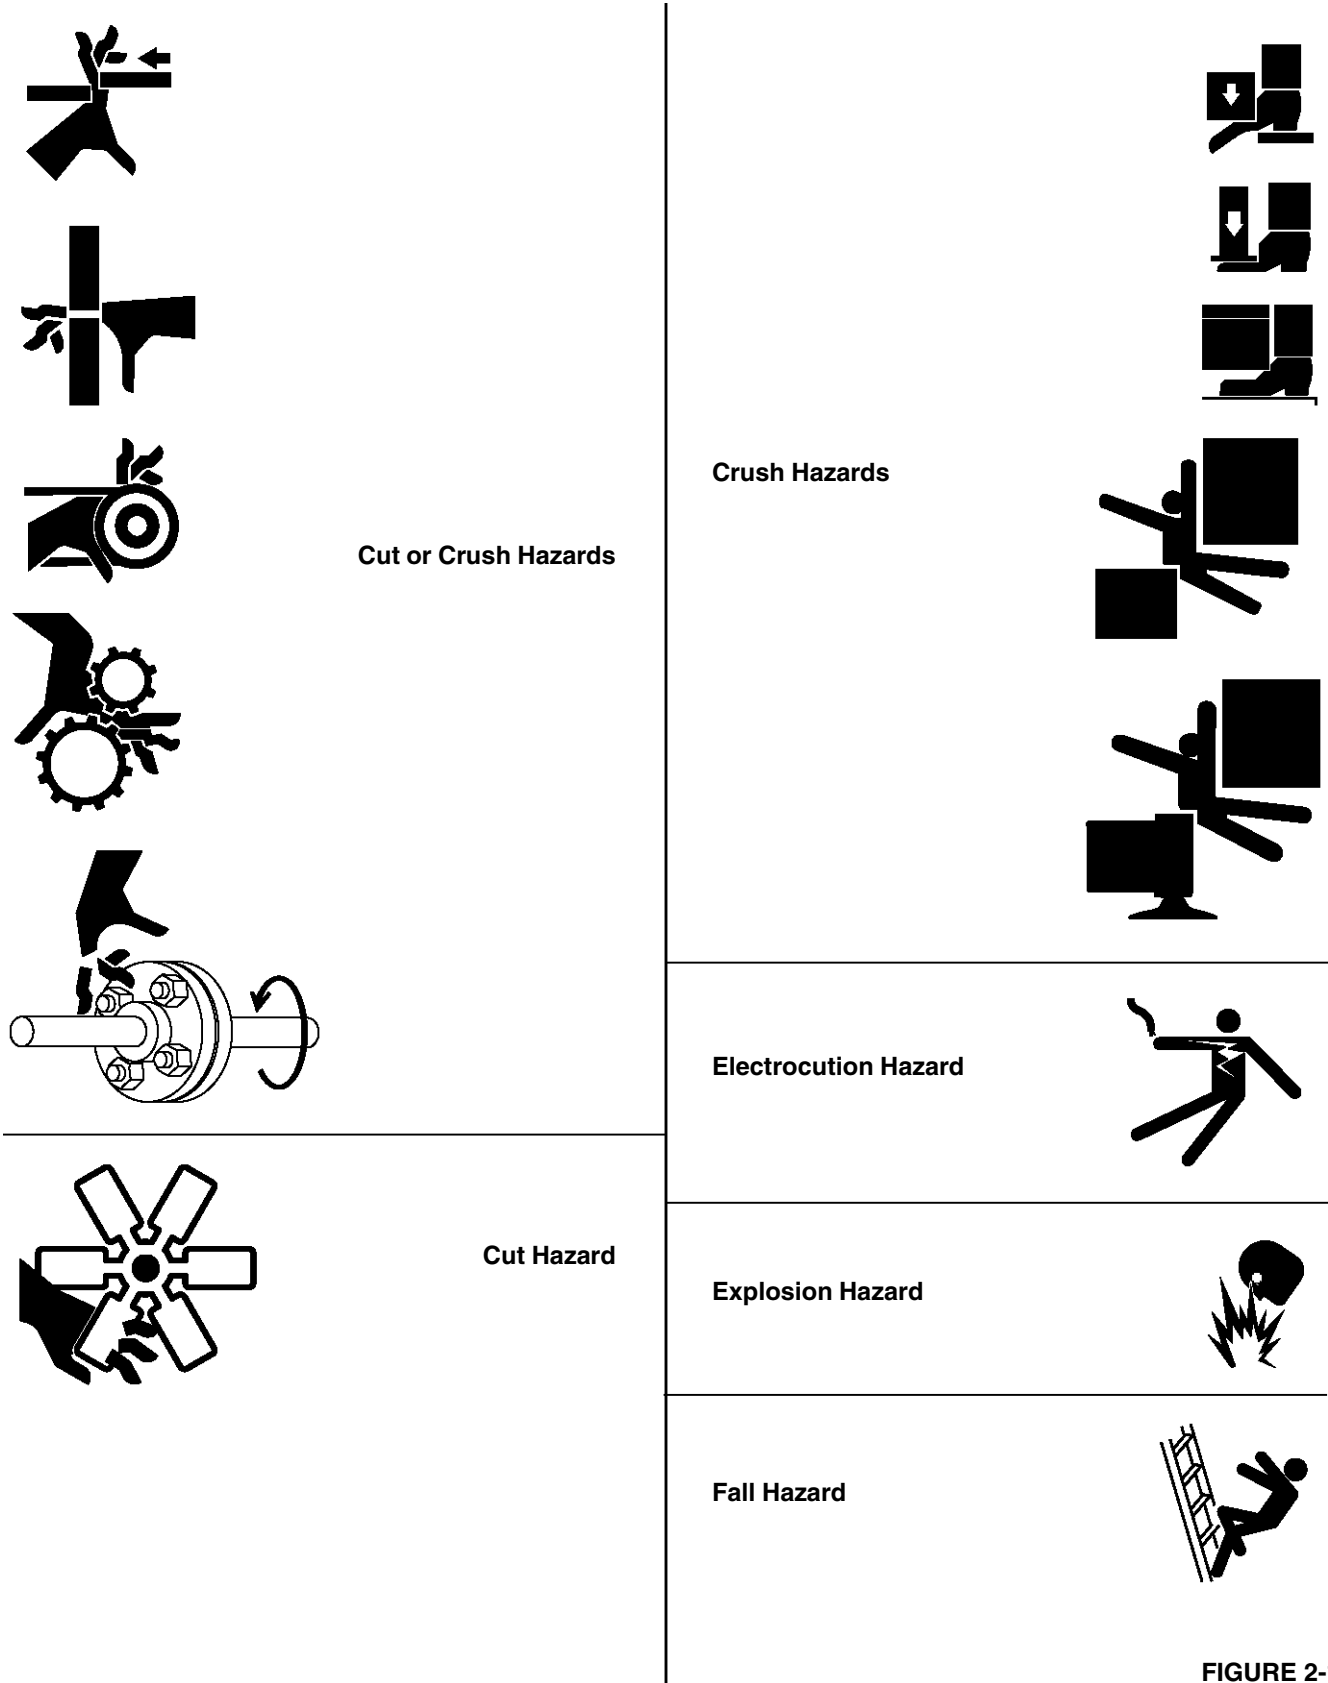 Cut or Crush Hazards
Cut Hazard
Crush Hazards
Electrocution Hazard
Explosion Hazard
Fall Hazard
FIGURE 2-